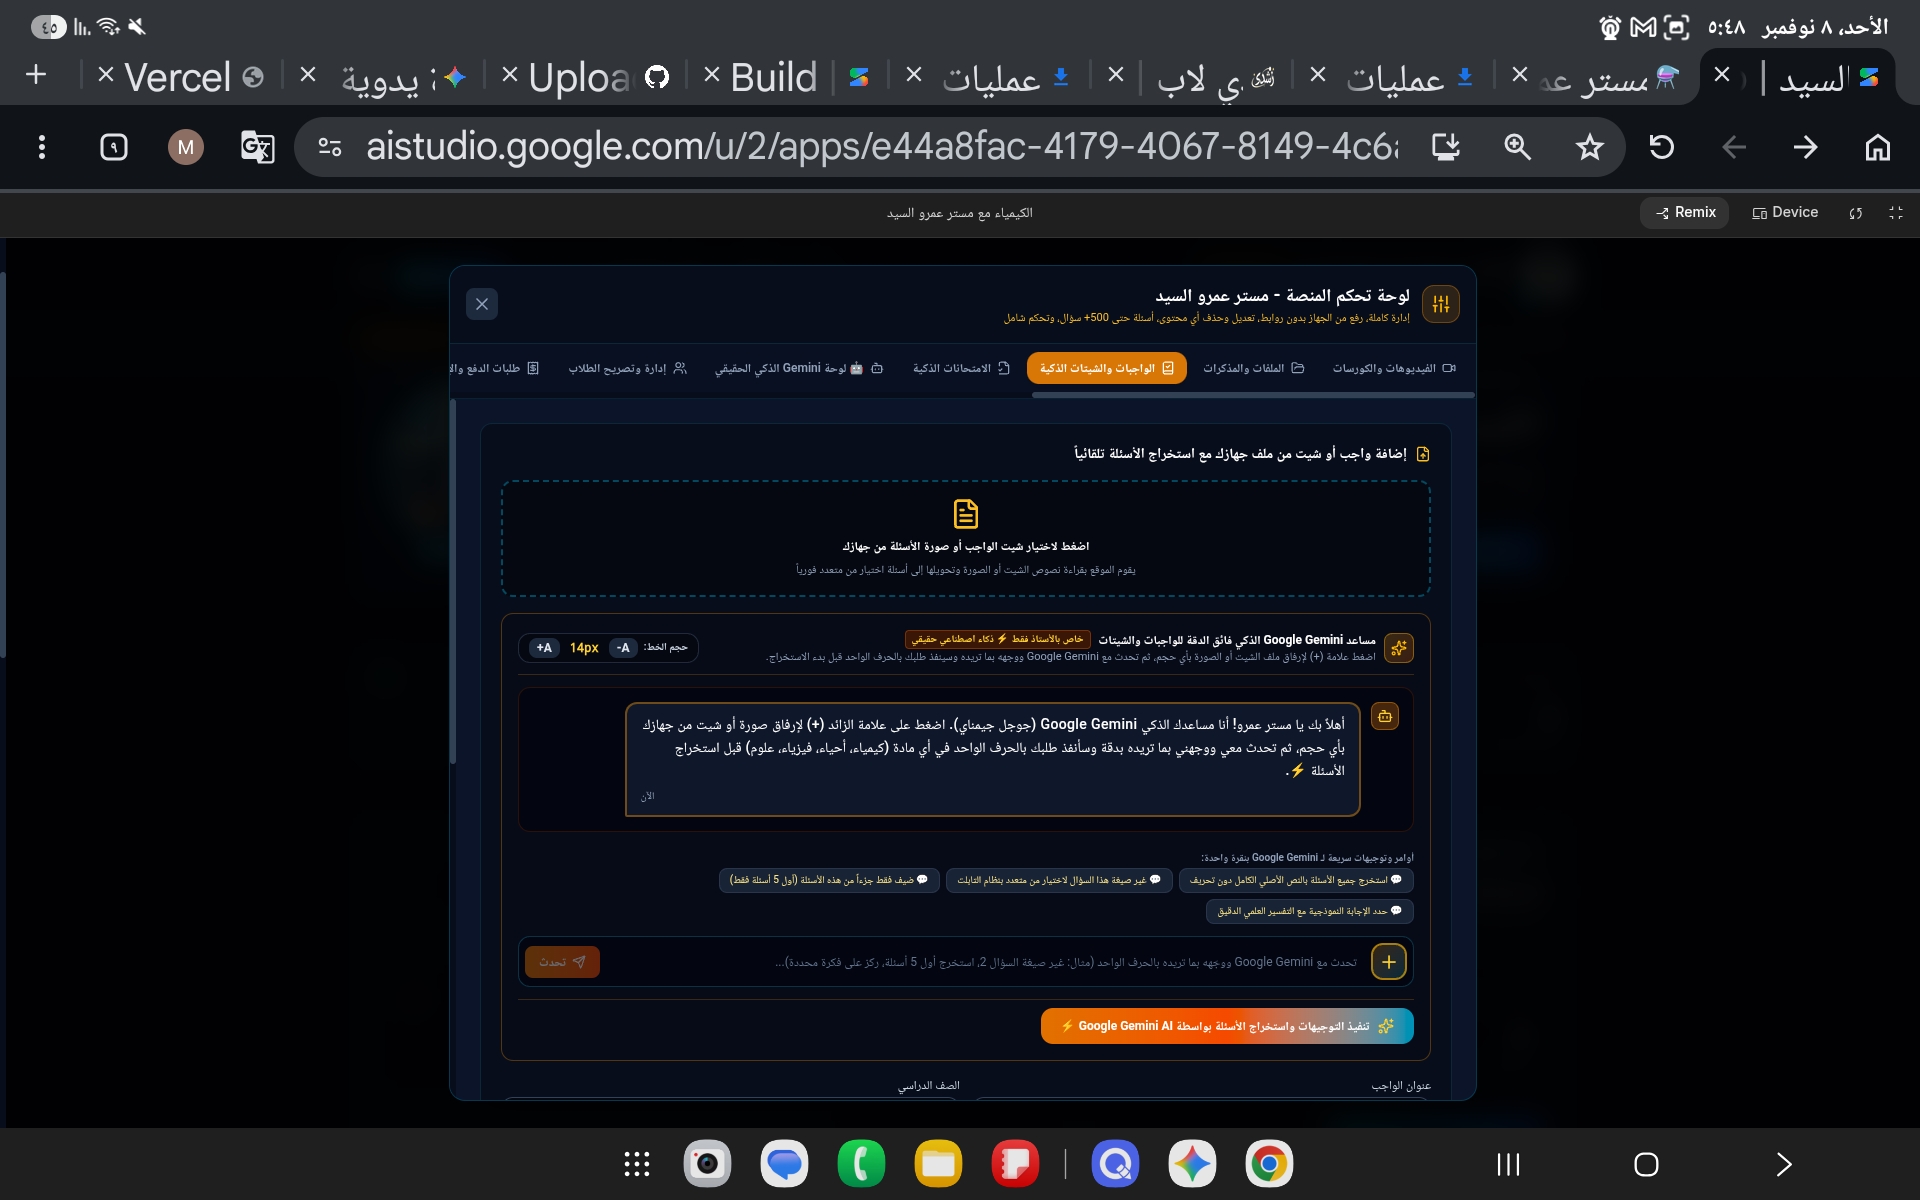 الأحد، ٨ نوفمبر ٥:٤٨
٤٥
السيد
مستر عم
عمليات
ي لاب
عمليات
Build
Uploa
يدوية
Vercel
aistudio.google.com/u/2/apps/e44a8fac-4179-4067-8149-4c6
M
٩
الكيمياء مع مستر عمرو السيد
Remix
Device
لوحة تحكم المنصة - مستر عمرو السيد
إدارة كاملة، رفع من الجهاز بدون روابط، تعديل وحذف أي محتوى، أسئلة حتى 500+ سؤال، وتحكم شامل
الفيديوهات والكورسات
الملفات والمذكرات
الواجبات والشيتات الذكية
الامتحانات الذكية
🤖 لوحة Gemini الذكي الحقيقي
إدارة وتصريح الطلاب
طلبات الدفع والا
إضافة واجب أو شيت من ملف جهازك مع استخراج الأسئلة تلقائياً
اضغط لاختيار شيت الواجب أو صورة الأسئلة من جهازك
يقوم الموقع بقراءة نصوص الشيت أو الصورة وتحويلها إلى أسئلة اختيار من متعدد فورياً
مساعد Google Gemini الذكي فائق الدقة للواجبات والشيتات
خاص بالأستاذ فقط ⚡ ذكاء اصطناعي حقيقي
حجم الخط: A- 14px A+
اضغط علامة (+) لإرفاق ملف الشيت أو الصورة بأي حجم، ثم تحدث مع Google Gemini ووجهه بما تريده وسينفذ طلبك بالحرف الواحد قبل بدء الاستخراج.
أهلاً بك يا مستر عمرو! أنا مساعدك الذكي Google Gemini (جوجل جيمناي). اضغط على علامة الزائد (+) لإرفاق صورة أو شيت من جهازك
بأي حجم، ثم تحدث معي ووجهني بما تريده بدقة وسأنفذ طلبك بالحرف الواحد في أي مادة (كيمياء، أحياء، فيزياء، علوم) قبل استخراج
الأسئلة ⚡.
الآن
أوامر وتوجيهات سريعة لـ Google Gemini بنقرة واحدة:
💬 استخرج جميع الأسئلة بالنص الأصلي الكامل دون تحريف
💬 غير صيغة هذا السؤال لاختيار من متعدد بنظام التابلت
💬 ضيف فقط جزءاً من هذه الأسئلة (أول 5 أسئلة فقط)
💬 حدد الإجابة النموذجية مع التفسير العلمي الدقيق
تحدث مع Google Gemini ووجّهه بما تريده بالحرف الواحد (مثال: غير صيغة السؤال 2، استخرج أول 5 أسئلة، ركز على فكرة محددة)...
تحدث
تنفيذ التوجيهات واستخراج الأسئلة بواسطة Google Gemini AI ⚡
عنوان الواجب
الصف الدراسي